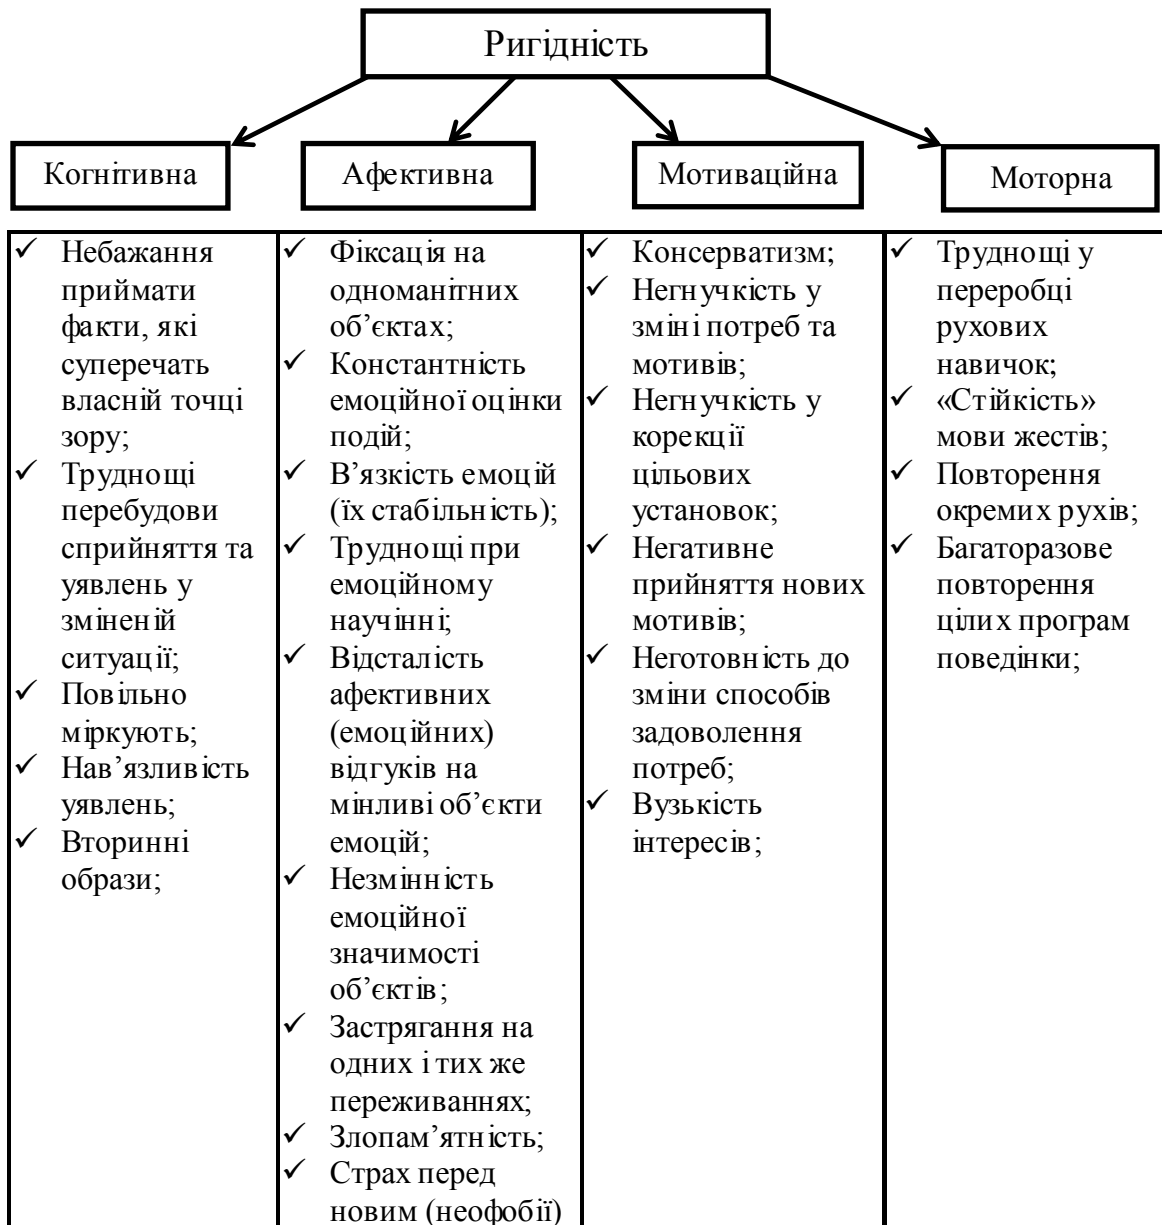 Ригідність
Когнітивна
Афективна
Мотиваційна
Моторна
✓ Небажання
приймати
факти, які
суперечать
власній точці
зору;
✓ Труднощі
перебудови
сприйняття та
уявлень у
зміненій
ситуації;
✓ Повільно
міркують;
✓ Нав’язливість
уявлень;
✓ Вторинні
образи;
✓ Фіксація на
одноманітних
об’єктах;
✓ Константність
емоційної оцінки
подій;
✓ В’язкість емоцій
(їх стабільність);
✓ Труднощі при
емоційному
научінні;
✓ Відсталість
афективних
(емоційних)
відгуків на
мінливі об’єкти
емоцій;
✓ Незмінність
емоційної
значимості
об’єктів;
✓ Застрягання на
одних і тих же
переживаннях;
✓ Злопам’ятність;
✓ Страх перед
новим (неофобії)
✓ Консерватизм;
✓ Негнучкість у
зміні потреб та
мотивів;
✓ Негнучкість у
корекції
цільових
установок;
✓ Негативне
прийняття нових
мотивів;
✓ Неготовність до
зміни способів
задоволення
потреб;
✓ Вузькість
інтересів;
✓ Труднощі у
переробці
рухових
навичок;
✓ «Стійкість»
мови жестів;
✓ Повторення
окремих рухів;
✓ Багаторазове
повторення
цілих програм
поведінки;